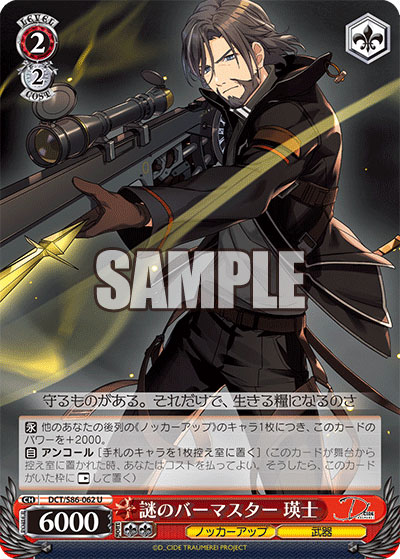 LEVEL
2
2
COST
SAMPLE
守るものがある。それだけで、生きる糧になるのさ
永 他のあなたの後列の《ノッカーアップ》のキャラ1枚につき、このカードの
パワーを+2000。
自 アンコール [手札のキャラを1枚控え室に置く] （このカードが舞台から
控え室に置かれた時、あなたはコストを払ってよい。そうしたら、このカード
がいた枠に[レスト]して置く）
CH DCT/S86-062 U
6000
謎のバーマスター 瑛士
ノッカーアップ
武器
©D_CIDE TRAUMEREI PROJECT